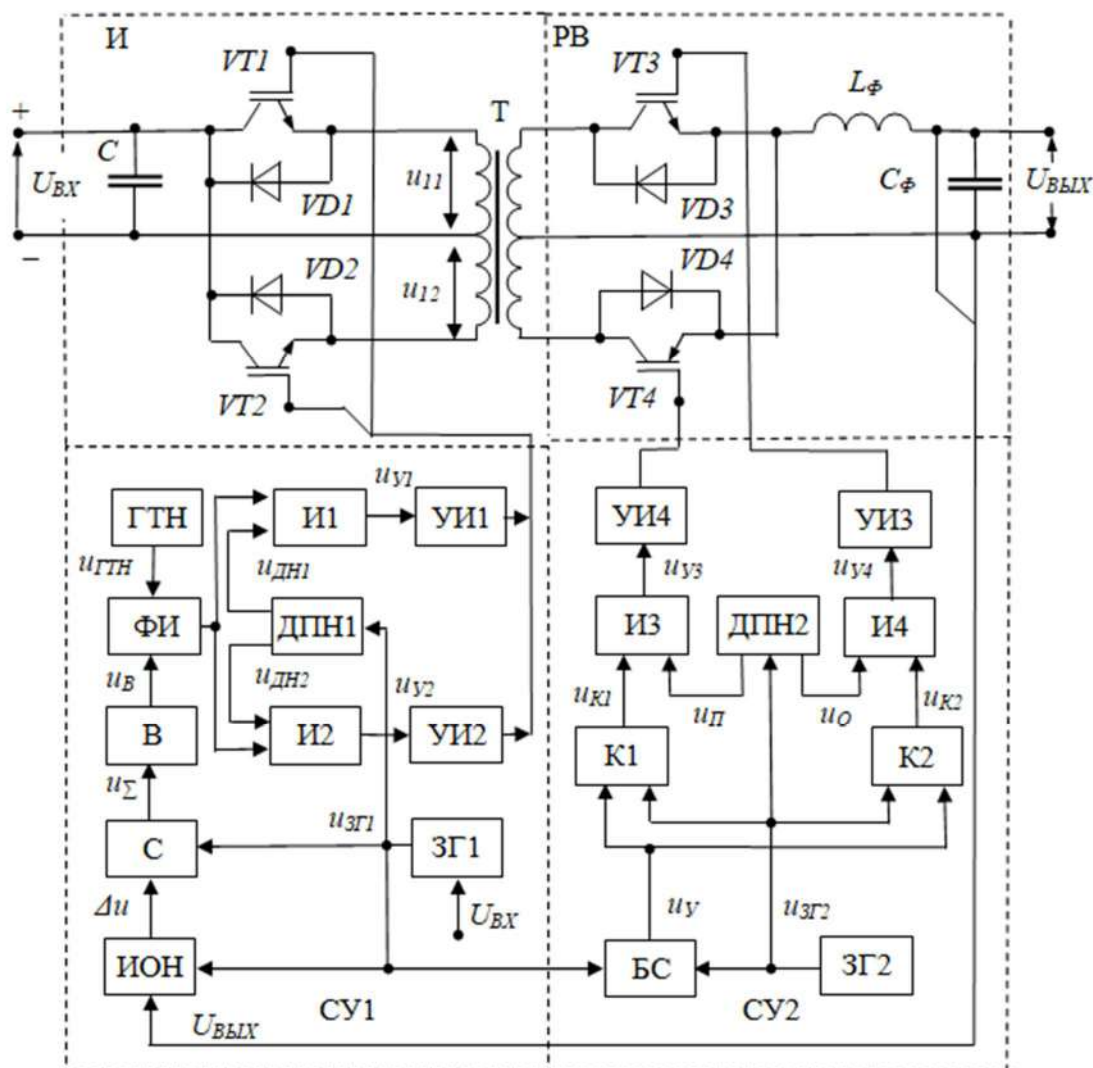 И
РВ
VT1
VT3
T
LФ
+
C
UВХ
u11
VD1
VD3
CФ
UВЫХ
−
VD2
u12
VD4
VT2
VT4
ГТН
И1
uУ1
УИ1
УИ4
УИ3
uГТН
uДН1
uУ3
uУ4
ФИ
ДПН1
И3
ДПН2
И4
uВ
uДН2
uУ2
uК1
uП
uО
uК2
В
И2
УИ2
К1
К2
uΣ
uЗГ1
С
ЗГ1
Δu
UВХ
uУ
uЗГ2
ИОН
БС
ЗГ2
UВЫХ
СУ1
СУ2